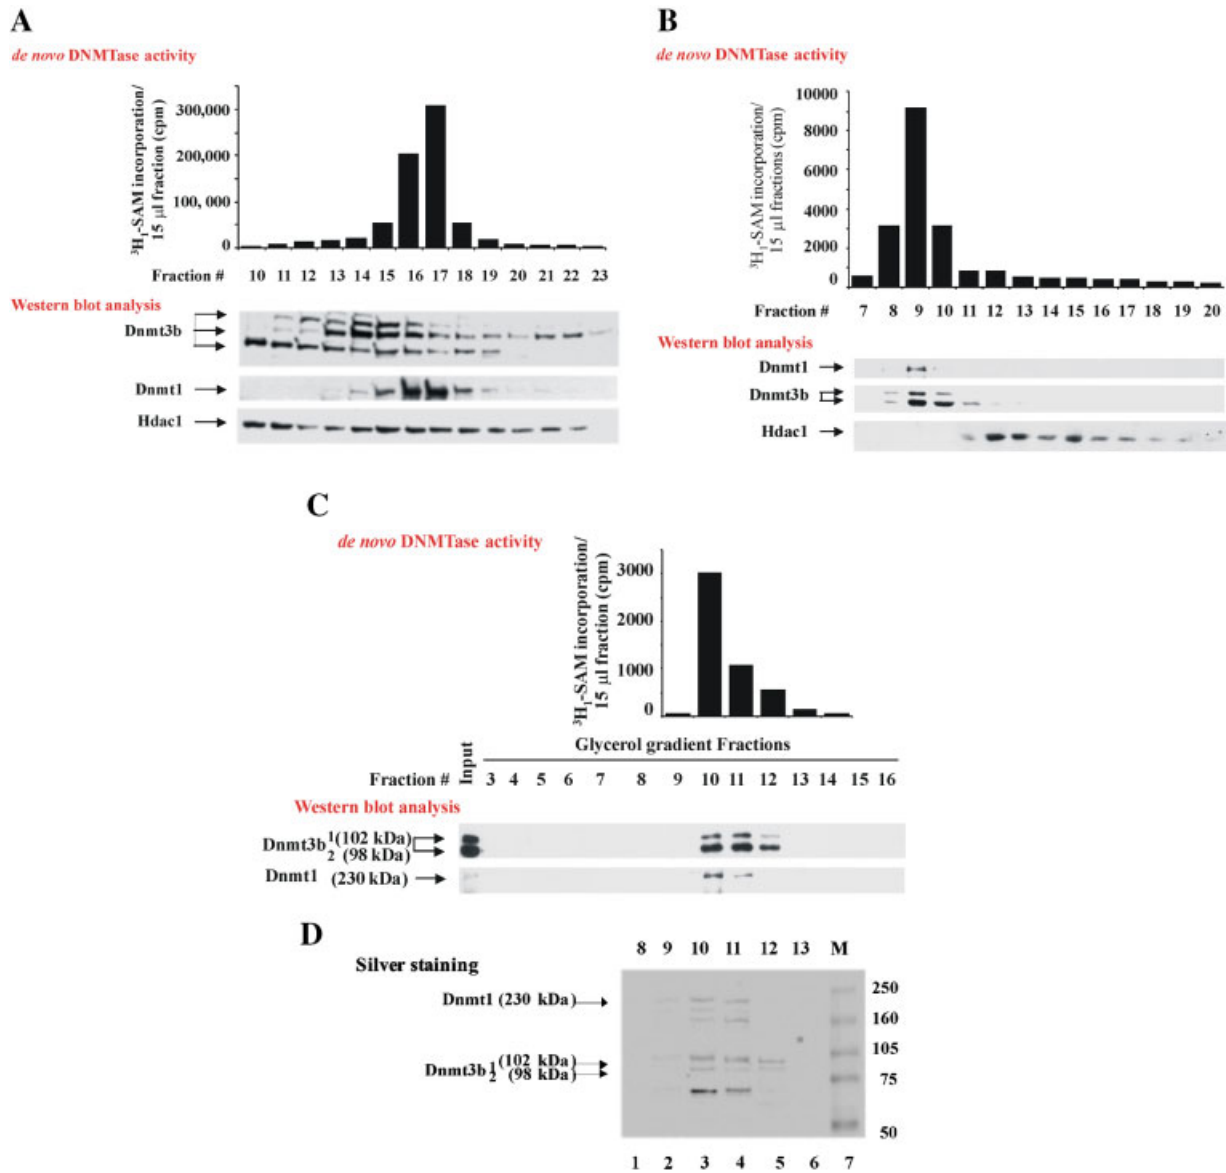 A
de novo DNMTase activity
³H₁-SAM incorporation/
15 µl fraction (cpm)
300,000
200,000
100, 000
0
Fraction # 10 11 12 13 14 15 16 17 18 19 20 21 22 23
Western blot analysis
Dnmt3b
Dnmt1
Hdac1
B
de novo DNMTase activity
³H₁-SAM incorporation/
15 µl fractions (cpm)
10000
8000
6000
4000
2000
0
Fraction # 7 8 9 10 11 12 13 14 15 16 17 18 19 20
Western blot analysis
Dnmt1
Dnmt3b
Hdac1
C
de novo DNMTase activity
³H₁-SAM incorporation/
15 µl fraction (cpm)
3000
2000
1000
0
Input
Glycerol gradient Fractions
Fraction # 3 4 5 6 7 8 9 10 11 12 13 14 15 16
Western blot analysis
Dnmt3b 1 (102 kDa)
2 (98 kDa)
Dnmt1 (230 kDa)
D
Silver staining
8 9 10 11 12 13 M
Dnmt1 (230 kDa)
Dnmt3b 1 (102 kDa)
2 (98 kDa)
250
160
105
75
50
1 2 3 4 5 6 7